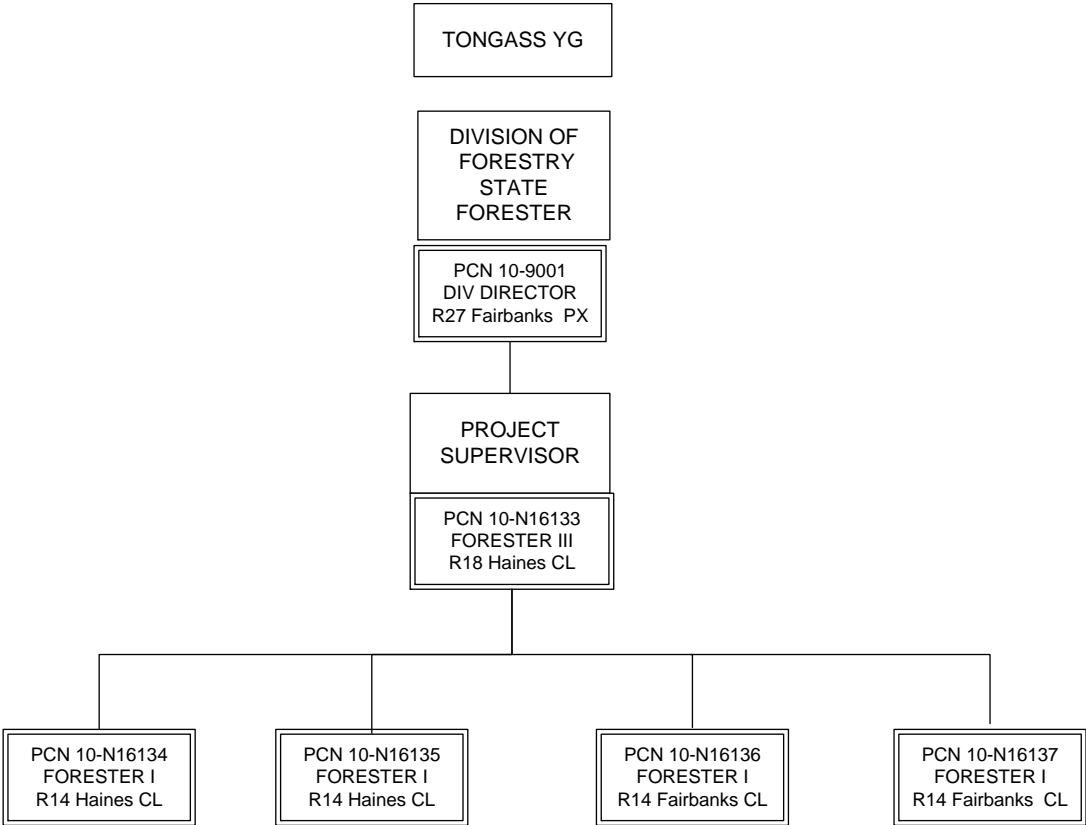 TONGASS YG
DIVISION OF
FORESTRY
STATE
FORESTER
PCN 10-9001
DIV DIRECTOR
R27 Fairbanks PX
PROJECT
SUPERVISOR
PCN 10-N16133
FORESTER III
R18 Haines CL
PCN 10-N16134
FORESTER I
R14 Haines CL
PCN 10-N16135
FORESTER I
R14 Haines CL
PCN 10-N16136
FORESTER I
R14 Fairbanks CL
PCN 10-N16137
FORESTER I
R14 Fairbanks CL